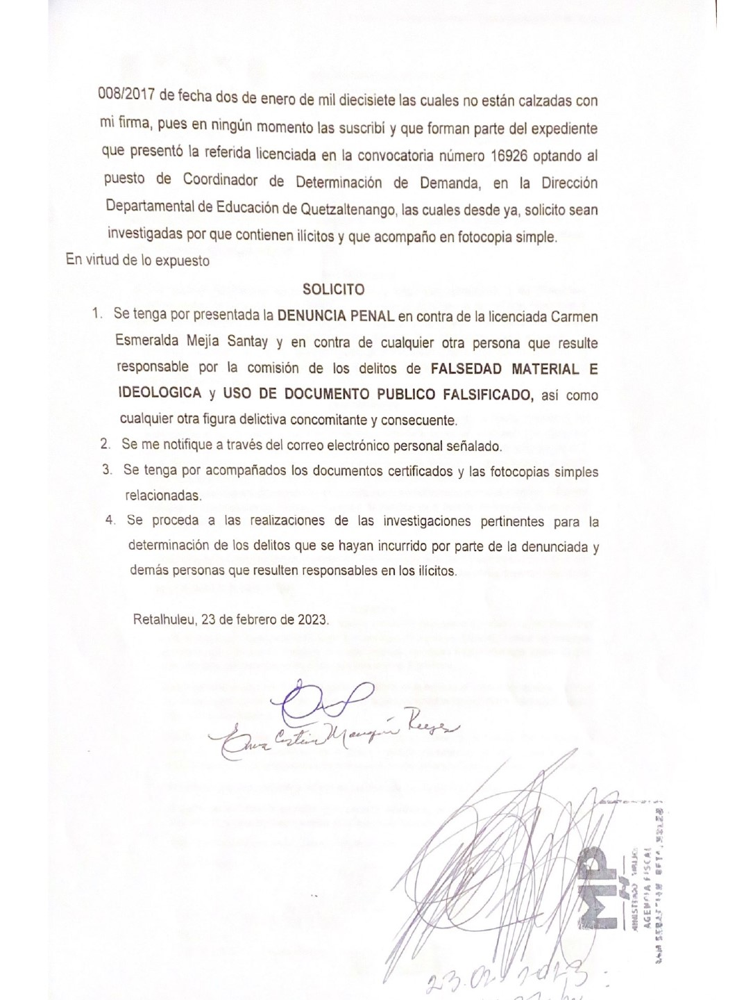 008/2017 de fecha dos de enero de mil diecisiete las cuales no están calzadas con
mi firma, pues en ningún momento las suscribí y que forman parte del expediente
que presentó la referida licenciada en la convocatoria número 16926 optando al
puesto de Coordinador de Determinación de Demanda, en la Dirección
Departamental de Educación de Quetzaltenango, las cuales desde ya, solicito sean
investigadas por que contienen ilícitos y que acompaño en fotocopia simple.
En virtud de lo expuesto
SOLICITO
1. Se tenga por presentada la DENUNCIA PENAL en contra de la licenciada Carmen
Esmeralda Mejía Santay y en contra de cualquier otra persona que resulte
responsable por la comisión de los delitos de FALSEDAD MATERIAL E
IDEOLOGICA y USO DE DOCUMENTO PUBLICO FALSIFICADO, así como
cualquier otra figura delictiva concomitante y consecuente.
2. Se me notifique a través del correo electrónico personal señalado.
3. Se tenga por acompañados los documentos certificados y las fotocopias simples
relacionadas.
4. Se proceda a las realizaciones de las investigaciones pertinentes para la
determinación de los delitos que se hayan incurrido por parte de la denunciada y
demás personas que resulten responsables en los ilícitos.
Retalhuleu, 23 de febrero de 2023.
Reyes
MP
MINISTERIO
AGENCIA FISCAL
SAN SEBASTIAN
23.02.2023